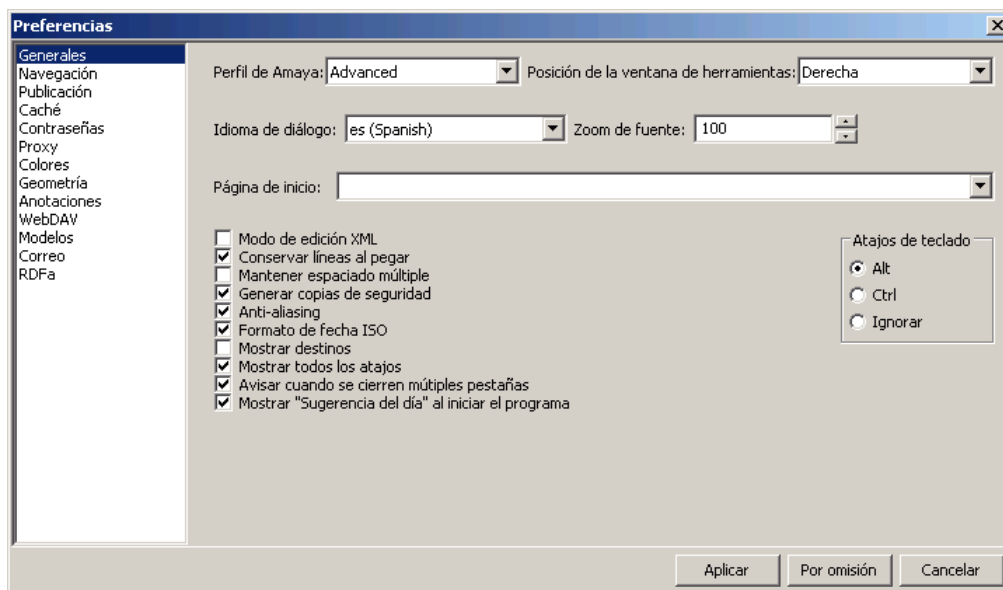 Preferencias
Generales
Navegación
Publicación
Caché
Contraseñas
Proxy
Colores
Geometría
Anotaciones
WebDAV
Modelos
Correo
RDFa
Perfil de Amaya: Advanced Posición de la ventana de herramientas: Derecha
Idioma de diálogo: es (Spanish) Zoom de fuente: 100
Página de inicio:
Modo de edición XML
Conservar líneas al pegar
Mantener espaciado múltiple
Generar copias de seguridad
Anti-aliasing
Formato de fecha ISO
Mostrar destinos
Mostrar todos los atajos
Avisar cuando se cierren mútiples pestañas
Mostrar "Sugerencia del día" al iniciar el programa
Atajos de teclado
Alt
Ctrl
Ignorar
Aplicar Por omisión Cancelar